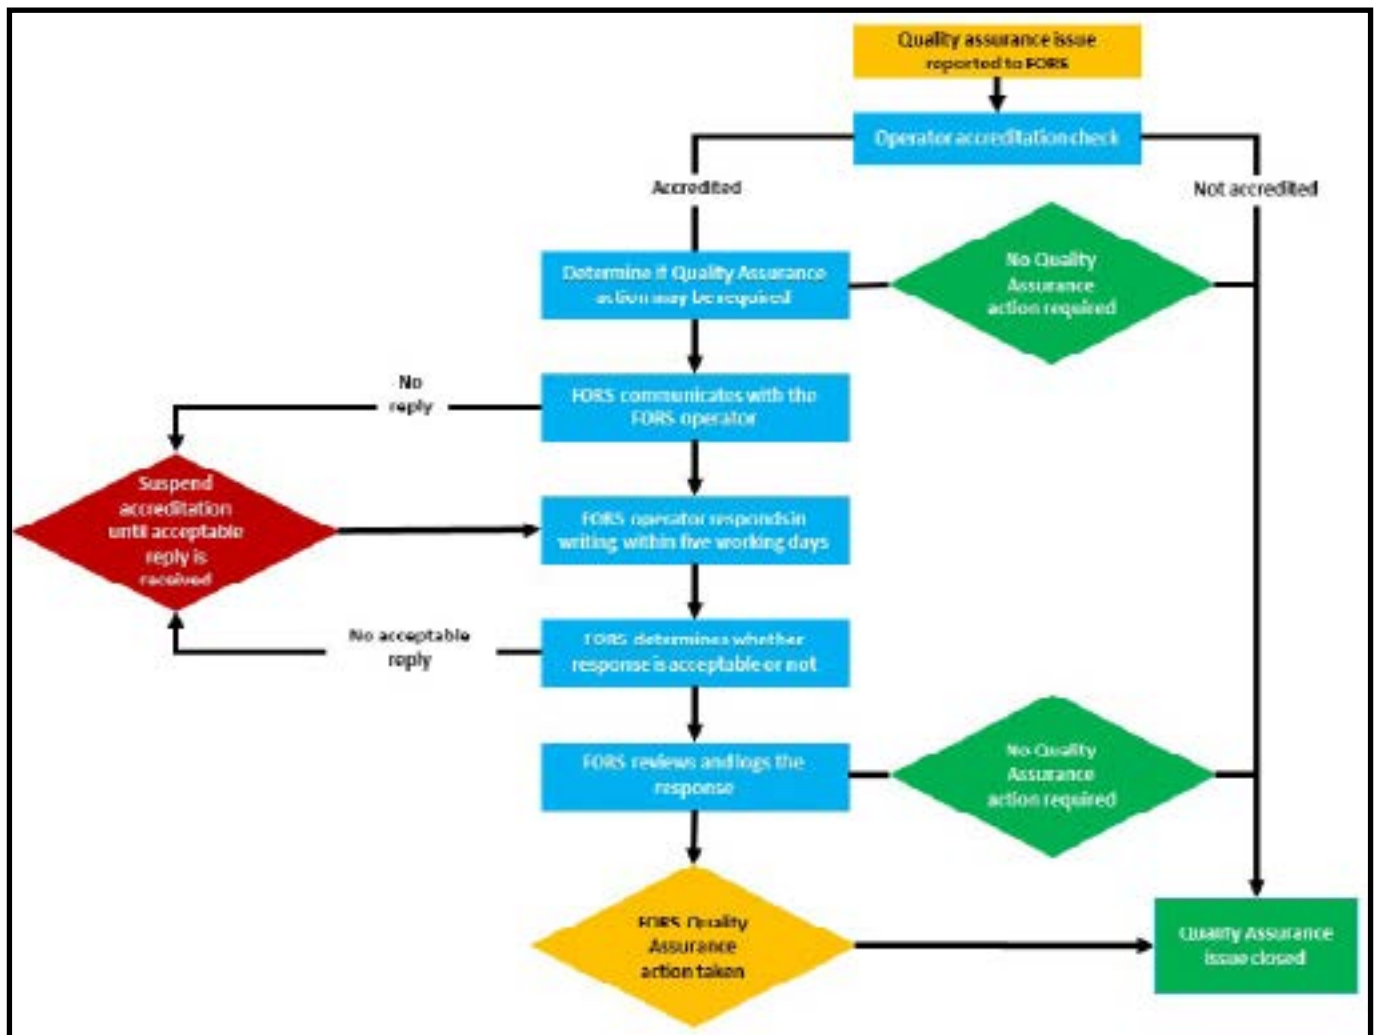 Quality assurance issue
reported to FORS
Operator accreditation check
Accredited
Not accredited
Determine if Quality Assurance
action may be required
No Quality
Assurance
action required
No
reply
FORS communicates with the
FORS operator
Suspend
accreditation
until acceptable
reply is
received
FORS operator responds in
writing within five working days
No acceptable
reply
FORS determines whether
response is acceptable or not
FORS reviews and logs the
response
No Quality
Assurance
action required
FORS Quality
Assurance
action taken
Quality Assurance
issue closed